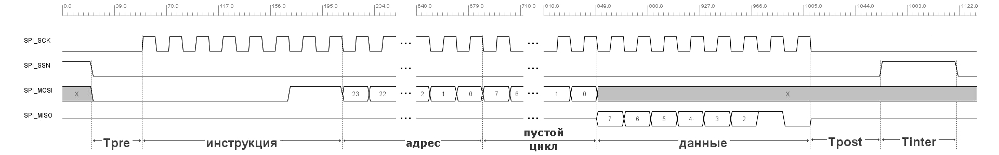 0.0 39.0 78.0 117.0 156.0 195.0 234.0 640.0 679.0 718.0 810.0 849.0 888.0 927.0 966.0 1005.0 1044.0 1083.0 1122.0
SPI_SCK ... ...
SPI_SSN ... ...
SPI_MOSI X 23 22 ... 2 1 0 7 6 ... 1 0 X
SPI_MISO ... ... 7 6 5 4 3 2
Tpre инструкция адрес пустой цикл данные Tpost Tinter